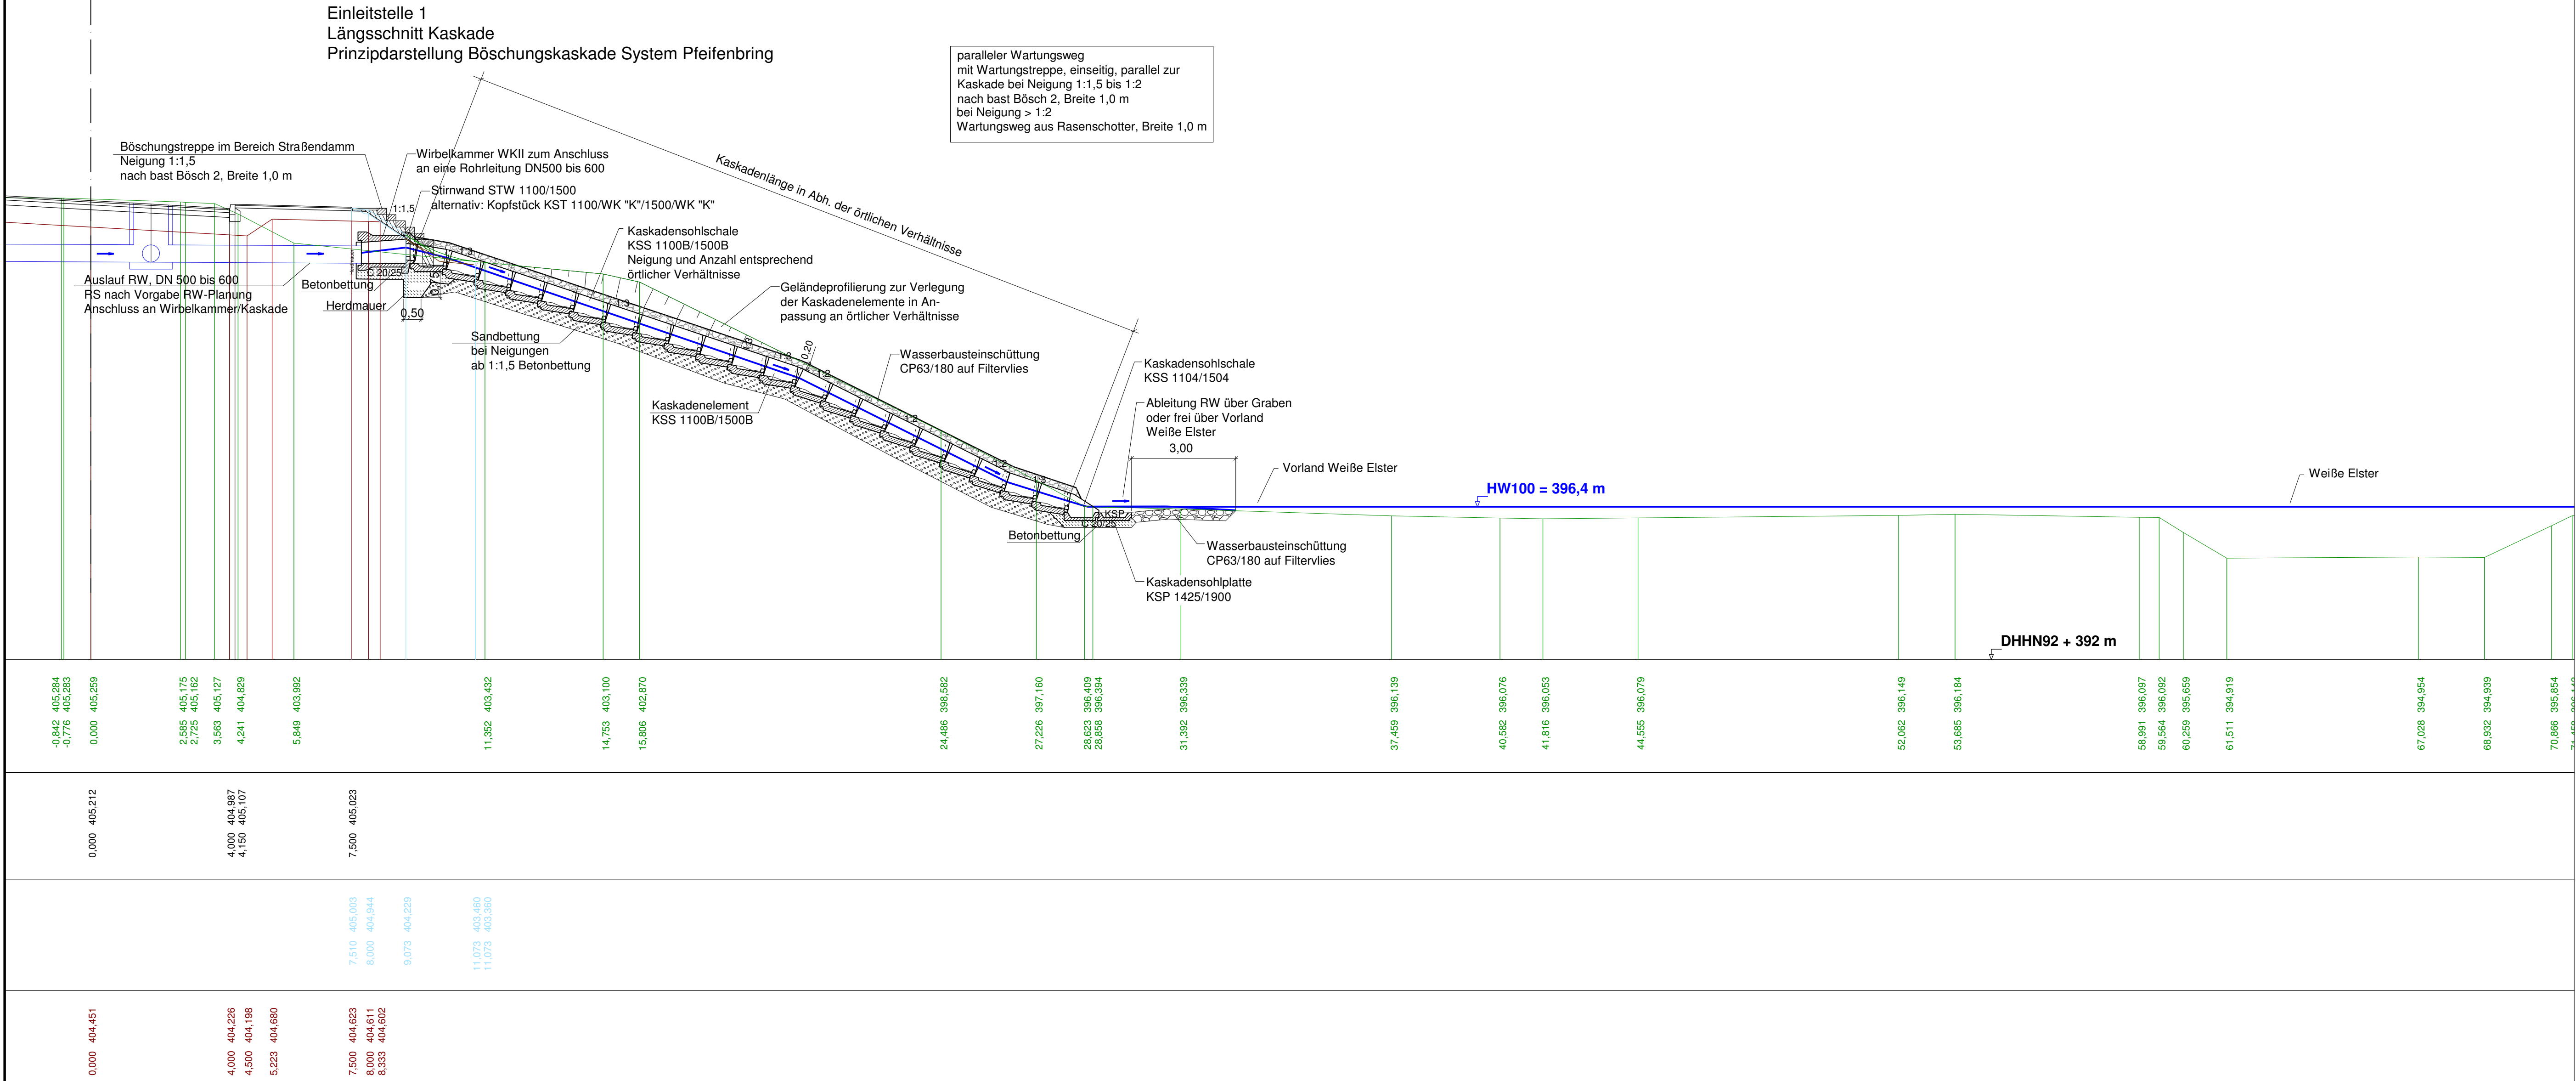 Einleitstelle 1
Längsschnitt Kaskade
Prinzipdarstellung Böschungskaskade System Pfeifenbring
paralleler Wartungsweg
mit Wartungstreppe, einseitig, parallel zur
Kaskade bei Neigung 1:1,5 bis 1:2
nach bast Bösch 2, Breite 1,0 m
bei Neigung > 1:2
Wartungsweg aus Rasenschotter, Breite 1,0 m
Böschungstreppe im Bereich Straßendamm
Neigung 1:1,5
nach bast Bösch 2, Breite 1,0 m
Wirbelkammer WKII zum Anschluss
an eine Rohrleitung DN500 bis 600
Stirnwand STW 1100/1500
alternativ: Kopfstück KST 1100/WK "K"/1500/WK "K"
1:1,5
Kaskadenlänge in Abh. der örtlichen Verhältnisse
Kaskadensohlschale
KSS 1100B/1500B
Neigung und Anzahl entsprechend
örtlicher Verhältnisse
1:3
Auslauf RW, DN 500 bis 600
RS nach Vorgabe RW-Planung
Anschluss an Wirbelkammer/Kaskade
C 20/25
Betonbettung
Herdmauer
0,50
Geländeprofilierung zur Verlegung
der Kaskadenelemente in An-
passung an örtlicher Verhältnisse
1:3
Sandbettung
bei Neigungen
ab 1:1,5 Betonbettung
1:3
1:3
0,20
1:2
Wasserbausteinschüttung
CP63/180 auf Filtervlies
Kaskadensohlschale
KSS 1104/1504
Kaskadenelement
KSS 1100B/1500B
1:2
Ableitung RW über Graben
oder frei über Vorland
Weiße Elster
3,00
1:2
1:3
Vorland Weiße Elster
Weiße Elster
HW100 = 396,4 m
KSP
C 20/25
Betonbettung
Wasserbausteinschüttung
CP63/180 auf Filtervlies
Kaskadensohlplatte
KSP 1425/1900
DHHN92 + 392 m
-0,842 405,284
-0,776 405,283
0,000 405,259
2,585 405,175
2,725 405,162
3,563 405,127
4,241 404,829
5,849 403,992
11,352 403,432
14,753 403,100
15,806 402,870
24,486 398,582
27,226 397,160
28,623 396,409
28,858 396,394
31,392 396,339
37,459 396,139
40,582 396,076
41,816 396,053
44,555 396,079
52,062 396,149
53,685 396,184
58,991 396,097
59,564 396,092
60,259 395,659
61,511 394,919
67,028 394,954
68,932 394,939
70,866 395,854
0,000 405,212
4,000 404,987
4,150 405,107
7,500 405,023
7,510 405,003
8,000 404,944
9,073 404,229
11,073 403,460
11,073 403,360
0,000 404,451
4,000 404,226
4,500 404,198
5,223 404,680
7,500 404,623
8,000 404,611
8,333 404,602